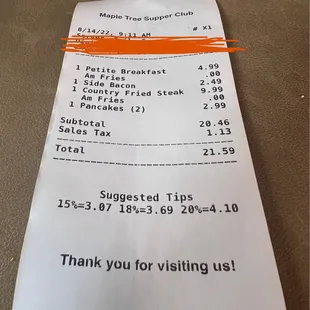 Maple Tree Supper Club
8/14/22, 9:11 AM # X1
1 Petite Breakfast 4.99
Am Fries .00
1 Side Bacon 2.49
1 Country Fried Steak 9.99
Am Fries .00
1 Pancakes (2) 2.99
Subtotal 20.46
Sales Tax 1.13
Total 21.59
Suggested Tips
15%=3.07 18%=3.69 20%=4.10
Thank you for visiting us!